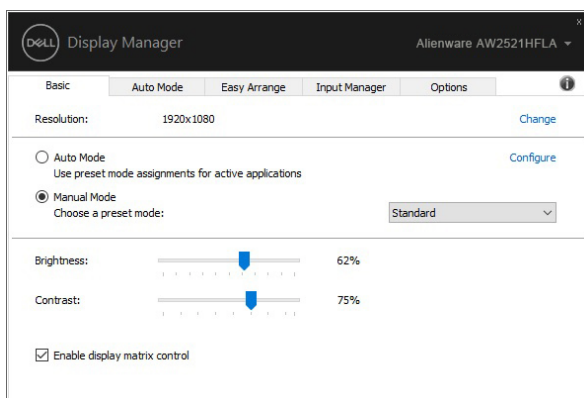 DELL Display Manager Alienware AW2521HFLA
x
Basic Auto Mode Easy Arrange Input Manager Options i
Resolution: 1920x1080 Change
Auto Mode Configure
Use preset mode assignments for active applications
Manual Mode
Choose a preset mode: Standard
Brightness: 62%
Contrast: 75%
Enable display matrix control